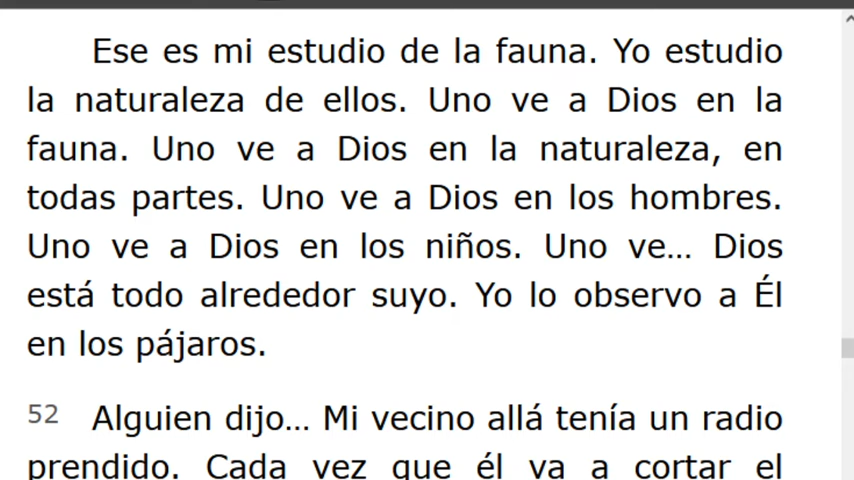 Ese es mi estudio de la fauna. Yo estudio
la naturaleza de ellos. Uno ve a Dios en la
fauna. Uno ve a Dios en la naturaleza, en
todas partes. Uno ve a Dios en los hombres.
Uno ve a Dios en los niños. Uno ve… Dios
está todo alrededor suyo. Yo lo observo a Él
en los pájaros.
52 Alguien dijo… Mi vecino allá tenía un radio
prendido. Cada vez que él va a cortar el